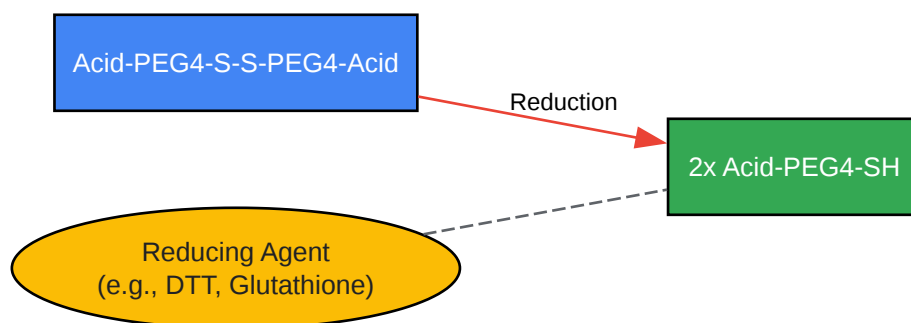 Acid-PEG4-S-S-PEG4-Acid
Reduction
2x Acid-PEG4-SH
Reducing Agent
(e.g., DTT, Glutathione)